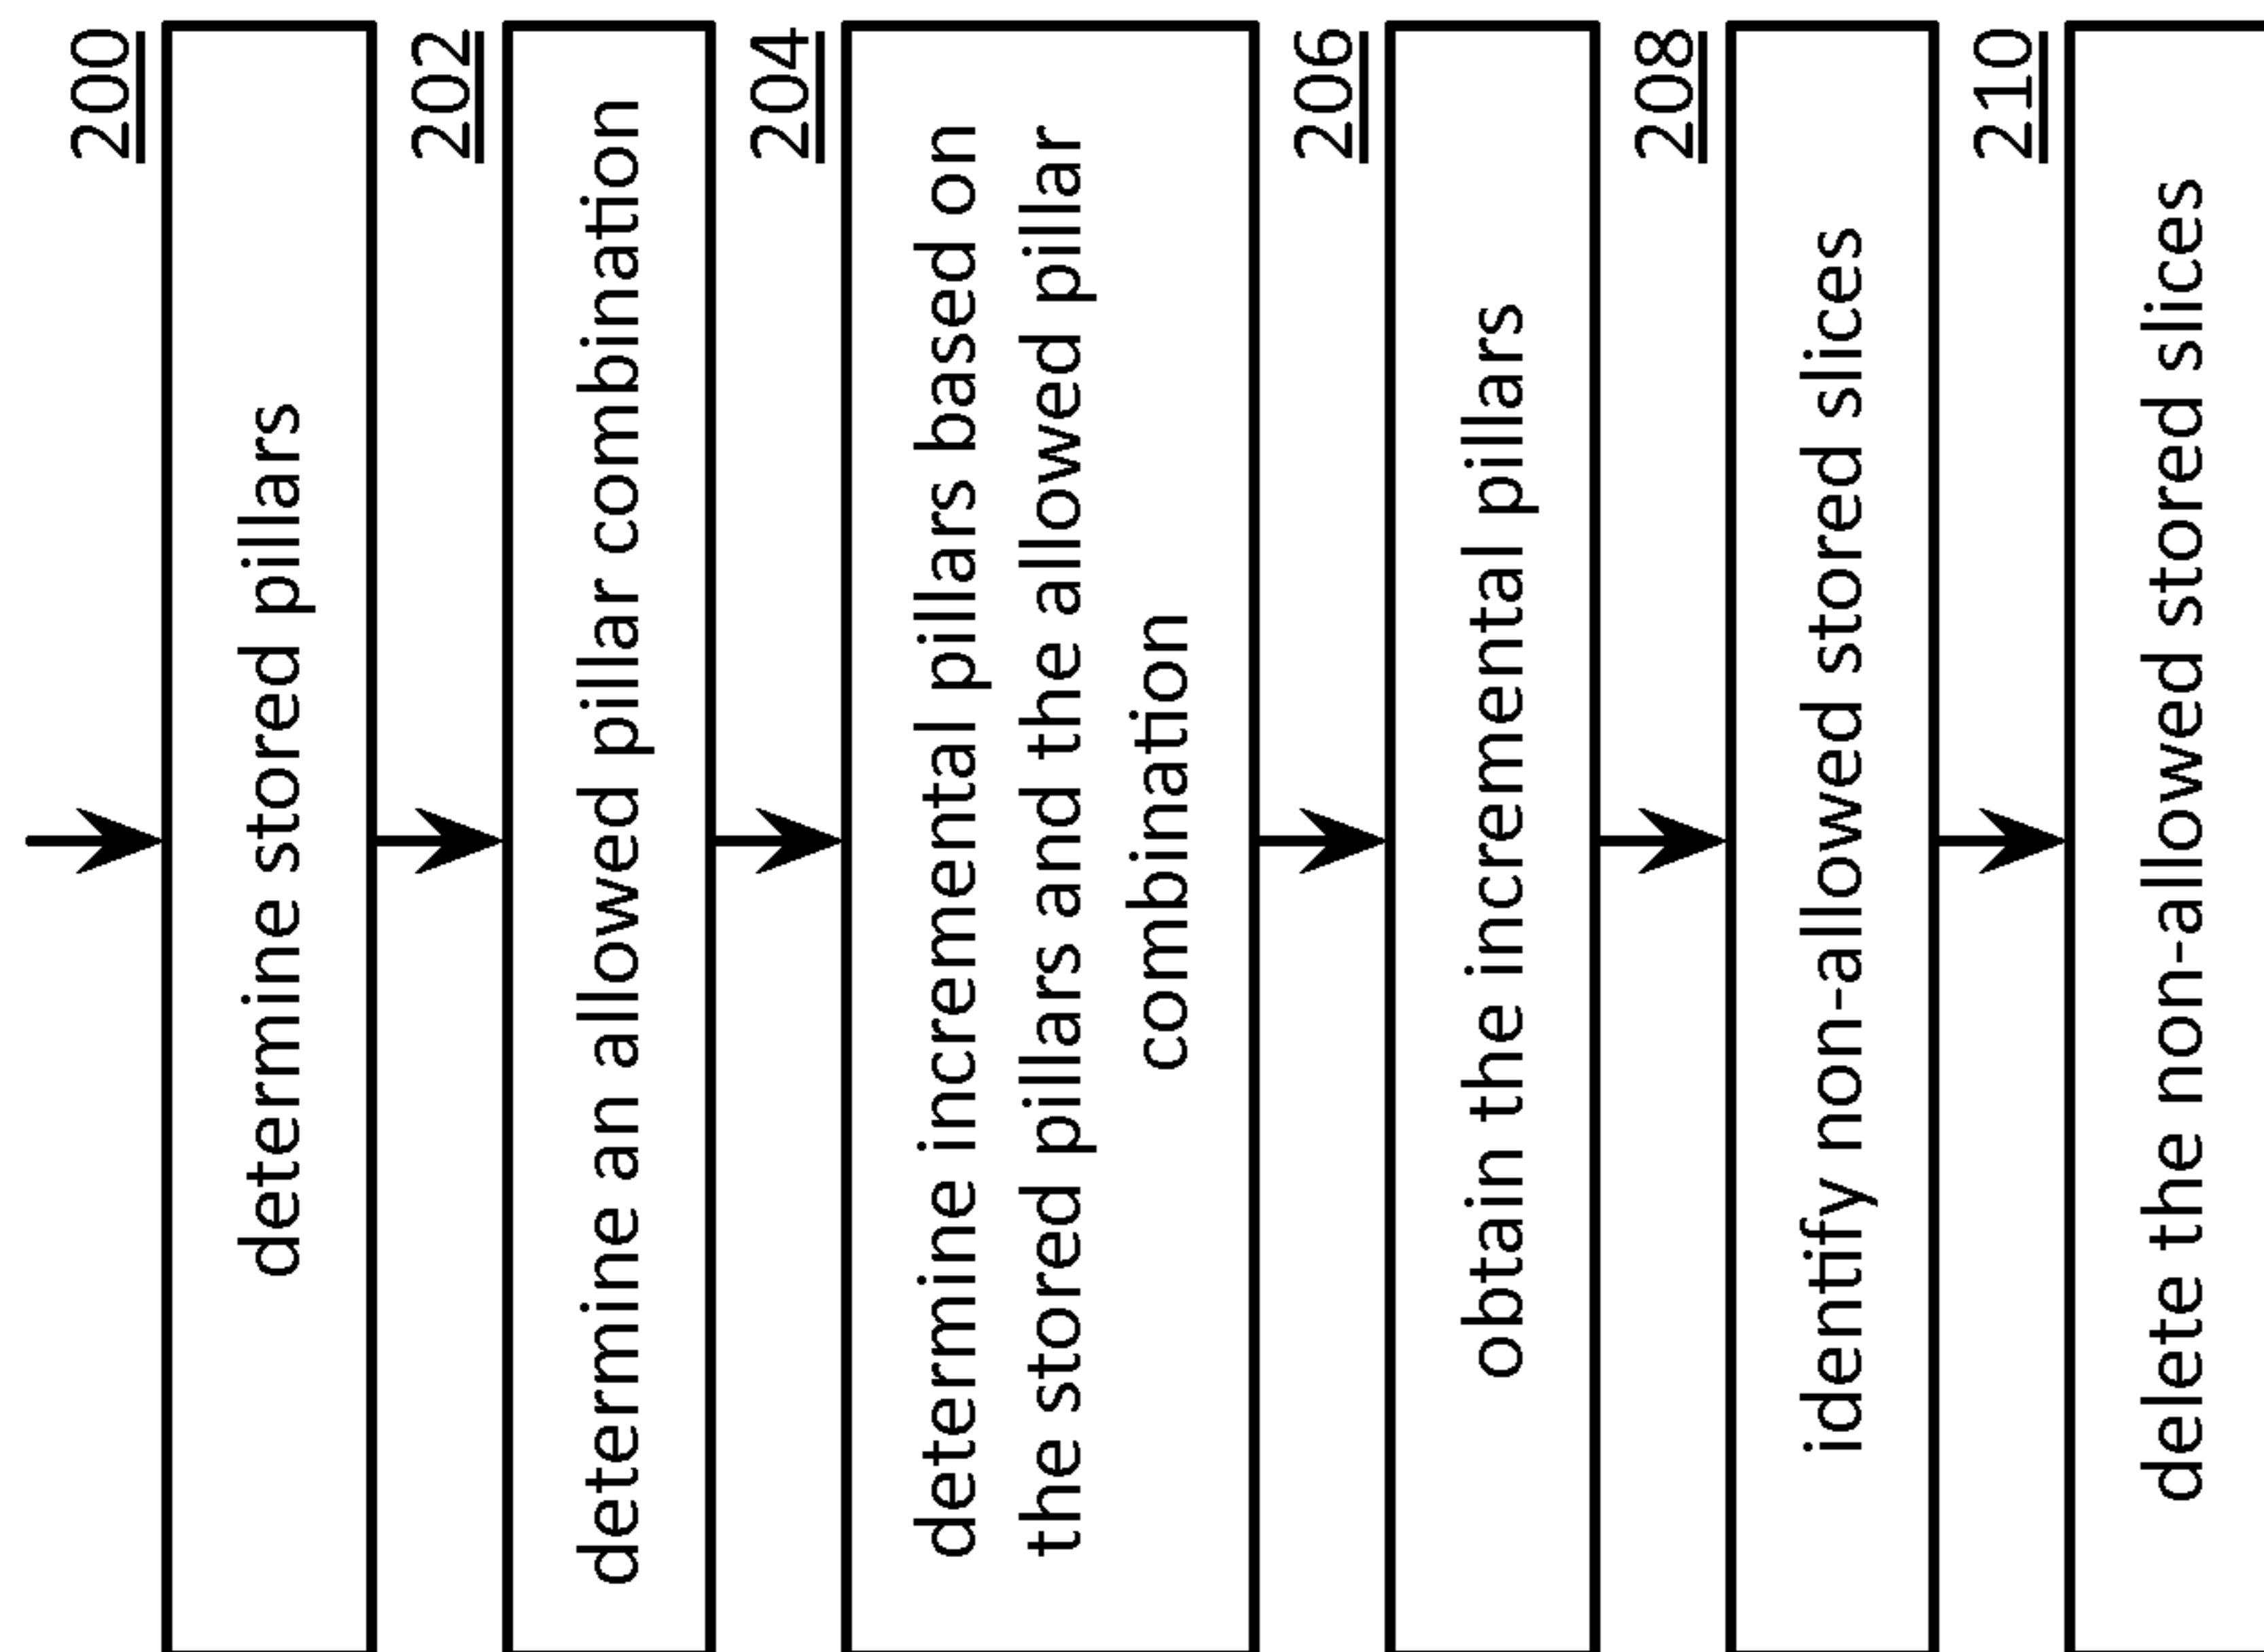 200
determine stored pillars
202
determine an allowed pillar combination
204
determine incremental pillars based on
the stored pillars and the allowed pillar
combination
206
obtain the incremental pillars
208
identify non-allowed stored slices
210
delete the non-allowed stored slices